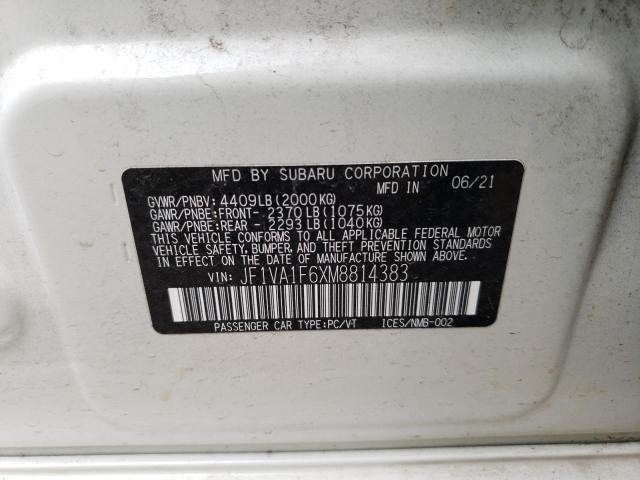 MFD BY SUBARU CORPORATION
MFD IN 06/21
GVWR/PNBV: 4409LB(2000KG)
GAWR/PNBE:FRONT- 2370LB(1075KG)
GAWR/PNBE:REAR - 2293LB(1040KG)
THIS VEHICLE CONFORMS TO ALL APPLICABLE FEDERAL MOTOR
VEHICLE SAFETY,BUMPER, AND THEFT PREVENTION STANDARDS
IN EFFECT ON THE DATE OF MANUFACTURE SHOWN ABOVE.
VIN: JF1VA1F6XM8814383
PASSENGER CAR TYPE:PC/VT ICES/NMB-002